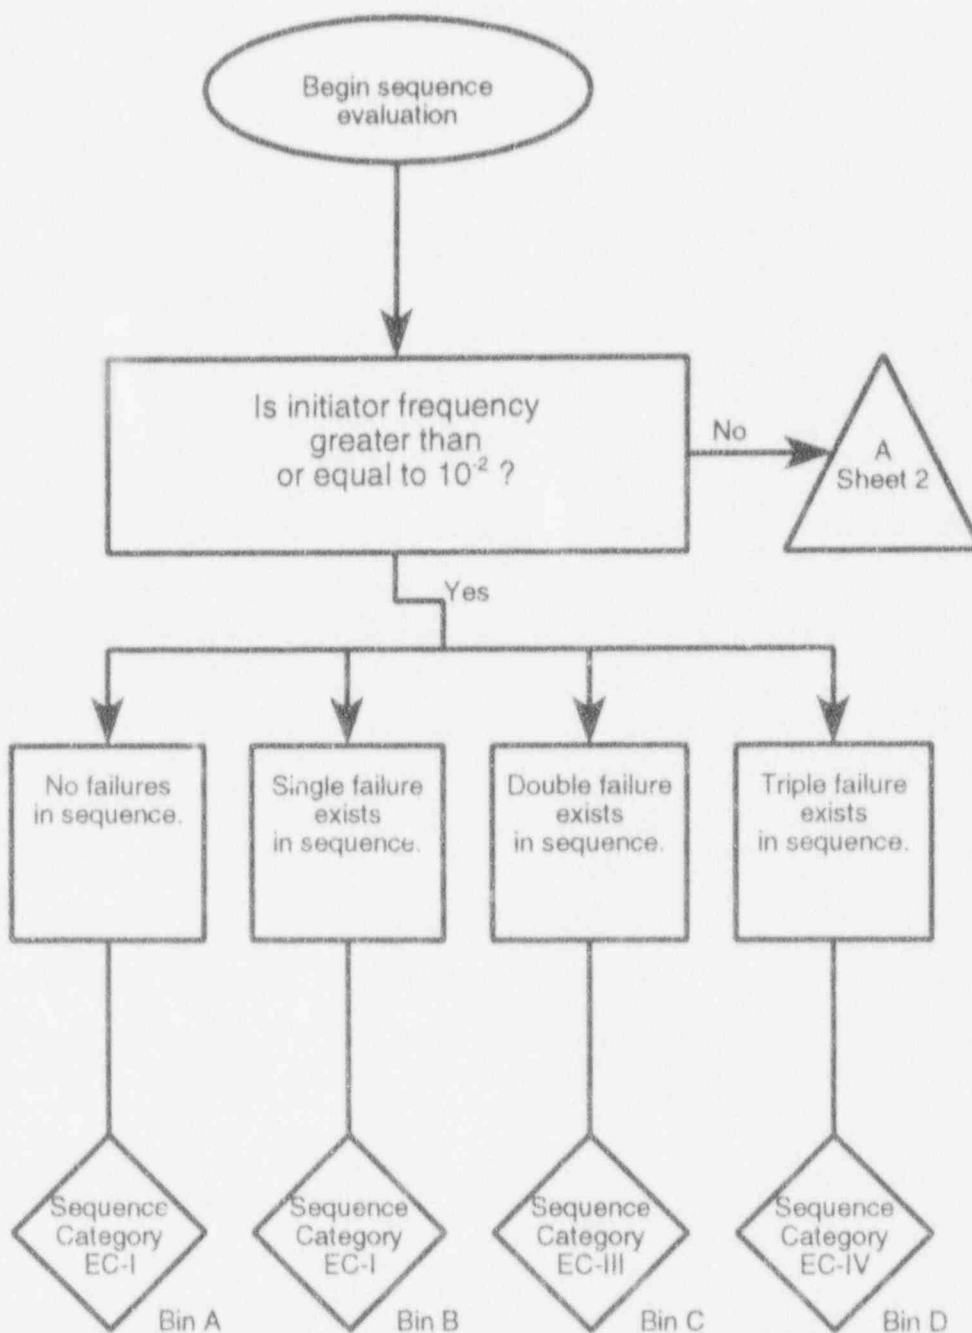 Begin sequence
evaluation
Is initiator frequency
greater than
or equal to 10⁻² ?
No
A
Sheet 2
Yes
No failures
in sequence.
Single failure
exists
in sequence.
Double failure
exists
in sequence.
Triple failure
exists
in sequence.
Sequence
Category
EC-I
Bin A
Sequence
Category
EC-I
Bin B
Sequence
Category
EC-III
Bin C
Sequence
Category
EC-IV
Bin D